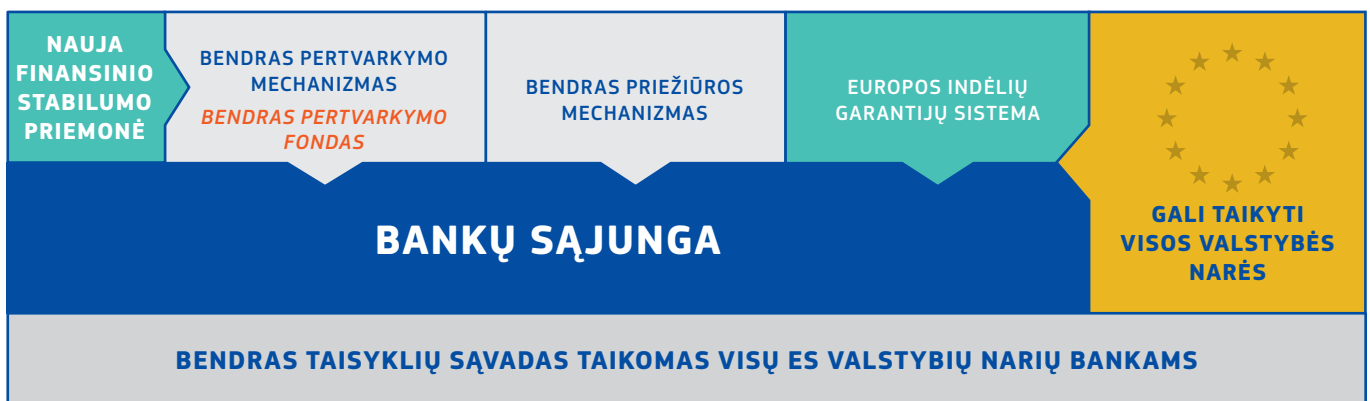 NAUJA
FINANSINIO
STABILUMO
PRIEMONĖ
BENDRAS PERTVARKYMO
MECHANIZMAS
BENDRAS PERTVARKYMO
FONDAS
BENDRAS PRIEŽIŪROS
MECHANIZMAS
EUROPOS INDĖLIŲ
GARANTIJŲ SISTEMA
GALI TAIKYTI
VISOS VALSTYBĖS
NARĖS
BANKŲ SĄJUNGA
BENDRAS TAISYKLIŲ SĄVADAS TAIKOMAS VISŲ ES VALSTYBIŲ NARIŲ BANKAMS